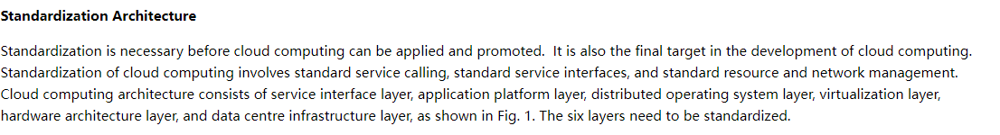 Standardization Architecture
Standardization is necessary before cloud computing can be applied and promoted.  It is also the final target in the development of cloud computing.
Standardization of cloud computing involves standard service calling, standard service interfaces, and standard resource and network management.
Cloud computing architecture consists of service interface layer, application platform layer, distributed operating system layer, virtualization layer,
hardware architecture layer, and data centre infrastructure layer, as shown in Fig. 1. The six layers need to be standardized.